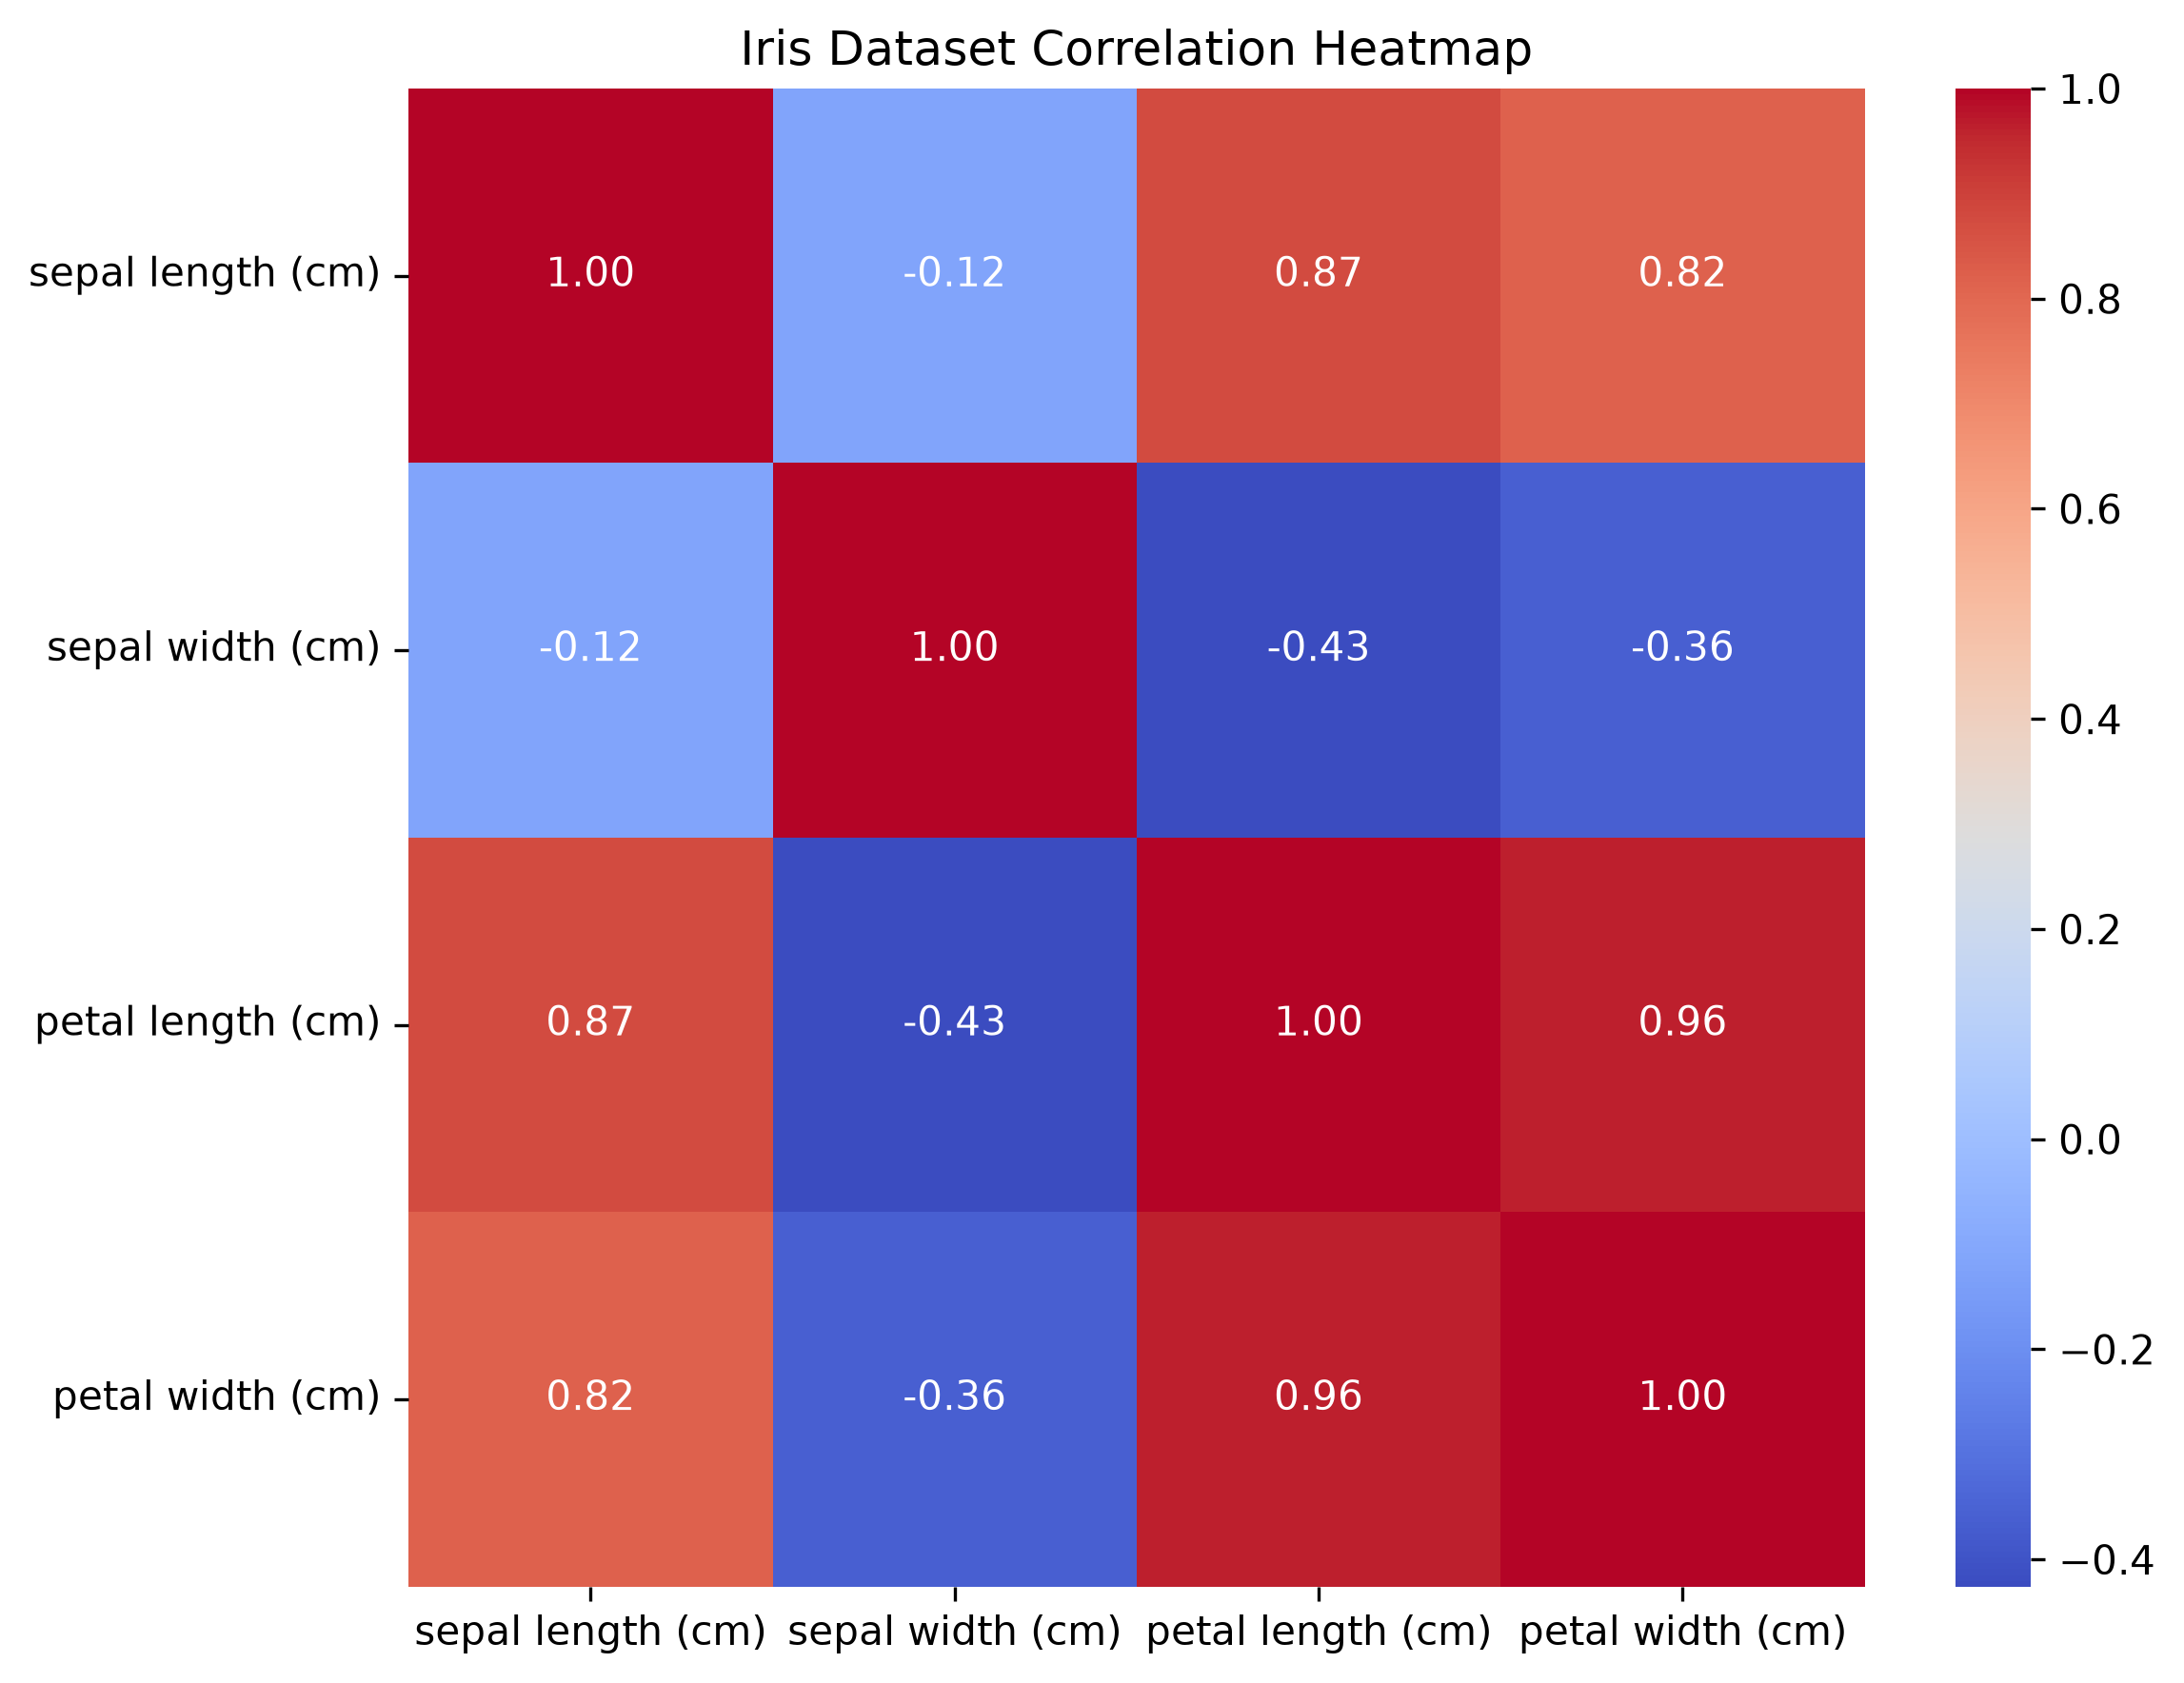 Iris Dataset Correlation Heatmap
sepal length (cm) 1.00 -0.12 0.87 0.82
sepal width (cm) -0.12 1.00 -0.43 -0.36
petal length (cm) 0.87 -0.43 1.00 0.96
petal width (cm) 0.82 -0.36 0.96 1.00
sepal length (cm) sepal width (cm) petal length (cm) petal width (cm)
1.0
0.8
0.6
0.4
0.2
0.0
−0.2
−0.4